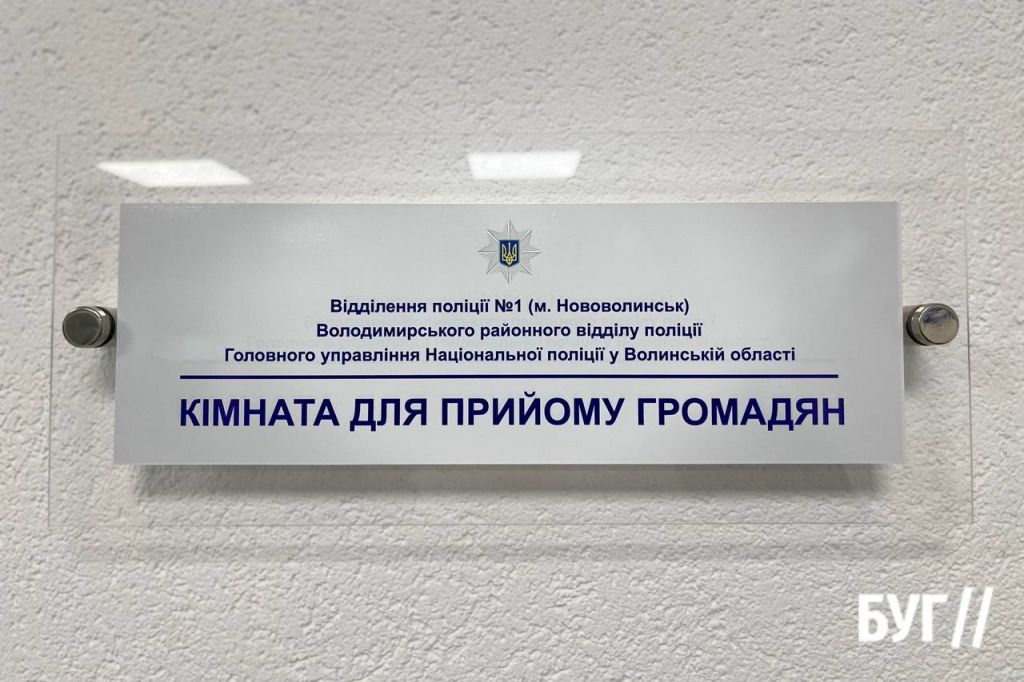 Відділення поліції №1 (м. Нововолинськ)
Володимирського районного відділу поліції
Головного управління Національної поліції у Волинській області
КІМНАТА ДЛЯ ПРИЙОМУ ГРОМАДЯН
БУГ//